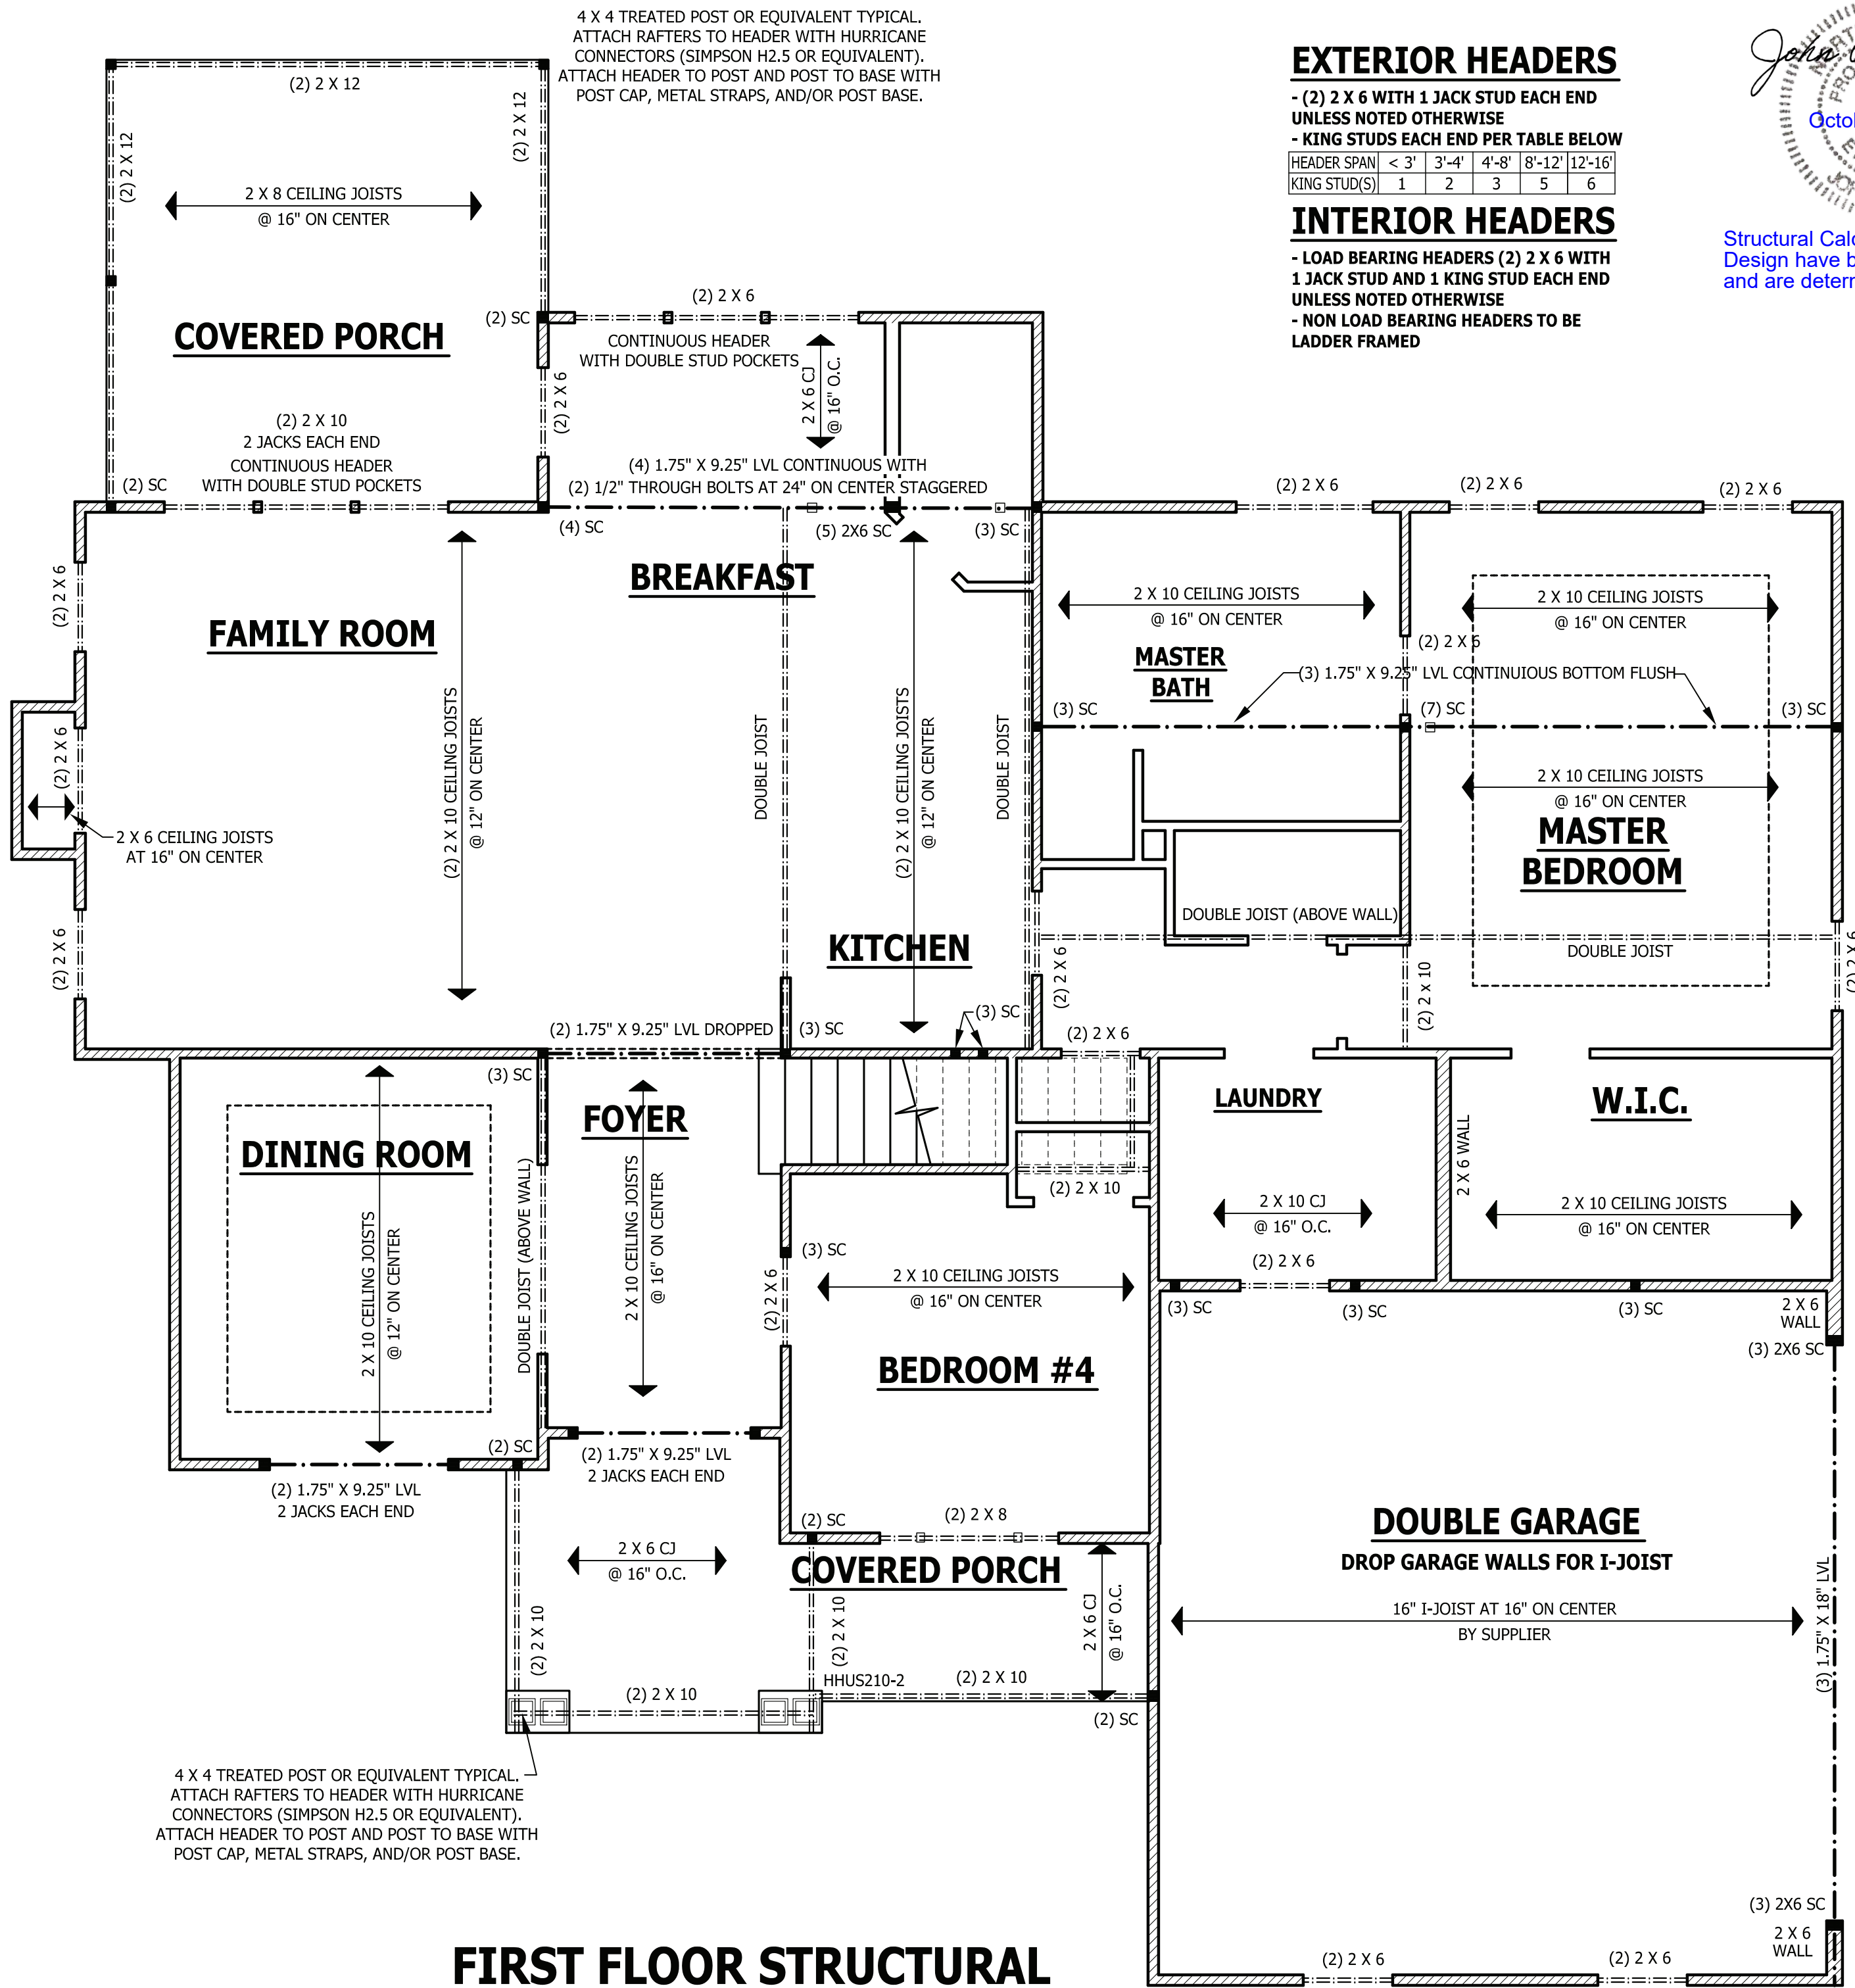 4 X 4 TREATED POST OR EQUIVALENT TYPICAL.
ATTACH RAFTERS TO HEADER WITH HURRICANE
CONNECTORS (SIMPSON H2.5 OR EQUIVALENT).
ATTACH HEADER TO POST AND POST TO BASE WITH
POST CAP, METAL STRAPS, AND/OR POST BASE.
EXTERIOR HEADERS
- (2) 2 X 6 WITH 1 JACK STUD EACH END
UNLESS NOTED OTHERWISE
- KING STUDS EACH END PER TABLE BELOW
HEADER SPAN < 3' 3'-4' 4'-8' 8'-12' 12'-16'
KING STUD(S) 1 2 3 5 6
INTERIOR HEADERS
- LOAD BEARING HEADERS (2) 2 X 6 WITH
1 JACK STUD AND 1 KING STUD EACH END
UNLESS NOTED OTHERWISE
- NON LOAD BEARING HEADERS TO BE
LADDER FRAMED
John
Structural
Design have
and are
(2) 2 X 12
(2) 2 X 12
(2) 2 X 12
2 X 8 CEILING JOISTS
@ 16" ON CENTER
COVERED PORCH
(2) SC
(2) 2 X 6
CONTINUOUS HEADER
WITH DOUBLE STUD POCKETS
2 X 6 CJ
@ 16" O.C.
(2) 2 X 6
(2) 2 X 10
2 JACKS EACH END
CONTINUOUS HEADER
WITH DOUBLE STUD POCKETS
(2) SC
(4) 1.75" X 9.25" LVL CONTINUOUS WITH
(2) 1/2" THROUGH BOLTS AT 24" ON CENTER STAGGERED
(4) SC
(5) 2X6 SC
(3) SC
(2) 2 X 6
(2) 2 X 6
(2) 2 X 6
BREAKFAST
FAMILY ROOM
(2) 2 X 6
(2) 2 X 6
(2) 2 X 6
2 X 6 CEILING JOISTS
AT 16" ON CENTER
(2) 2 X 10 CEILING JOISTS
@ 12" ON CENTER
DOUBLE JOIST
(2) 2 X 10 CEILING JOISTS
@ 12" ON CENTER
DOUBLE JOIST
2 X 10 CEILING JOISTS
@ 16" ON CENTER
MASTER
BATH
2 X 10 CEILING JOISTS
@ 16" ON CENTER
(2) 2 X 6
(3) 1.75" X 9.25" LVL CONTINUIOUS BOTTOM FLUSH
(3) SC
(7) SC
(3) SC
2 X 10 CEILING JOISTS
@ 16" ON CENTER
MASTER
BEDROOM
DOUBLE JOIST (ABOVE WALL)
DOUBLE JOIST
KITCHEN
(2) 2 X 6
(2) 2 x 10
(2) 2 X 6
(2) 1.75" X 9.25" LVL DROPPED
(3) SC
(3) SC
(2) 2 X 6
(3) SC
FOYER
DINING ROOM
2 X 10 CEILING JOISTS
@ 12" ON CENTER
DOUBLE JOIST (ABOVE WALL)
2 X 10 CEILING JOISTS
@ 16" ON CENTER
(2) 2 X 10
LAUNDRY
W.I.C.
2 X 6 WALL
2 X 10 CJ
@ 16" O.C.
2 X 10 CEILING JOISTS
@ 16" ON CENTER
(3) SC
(2) 2 X 6
2 X 10 CEILING JOISTS
@ 16" ON CENTER
BEDROOM #4
(2) 2 X 6
(3) SC
(3) SC
(3) SC
2 X 6
WALL
(3) 2X6 SC
(2) SC
(2) 1.75" X 9.25" LVL
2 JACKS EACH END
(2) 1.75" X 9.25" LVL
2 JACKS EACH END
(2) SC
(2) 2 X 8
2 X 6 CJ
@ 16" O.C.
COVERED PORCH
2 X 6 CJ
@ 16" O.C.
(2) 2 X 10
(2) 2 X 10
HHUS210-2
(2) 2 X 10
(2) 2 X 10
(2) SC
DOUBLE GARAGE
DROP GARAGE WALLS FOR I-JOIST
16" I-JOIST AT 16" ON CENTER
BY SUPPLIER
(3) 1.75" X 18" LVL
4 X 4 TREATED POST OR EQUIVALENT TYPICAL.
ATTACH RAFTERS TO HEADER WITH HURRICANE
CONNECTORS (SIMPSON H2.5 OR EQUIVALENT).
ATTACH HEADER TO POST AND POST TO BASE WITH
POST CAP, METAL STRAPS, AND/OR POST BASE.
(3) 2X6 SC
2 X 6
WALL
(2) 2 X 6
(2) 2 X 6
FIRST FLOOR STRUCTURAL